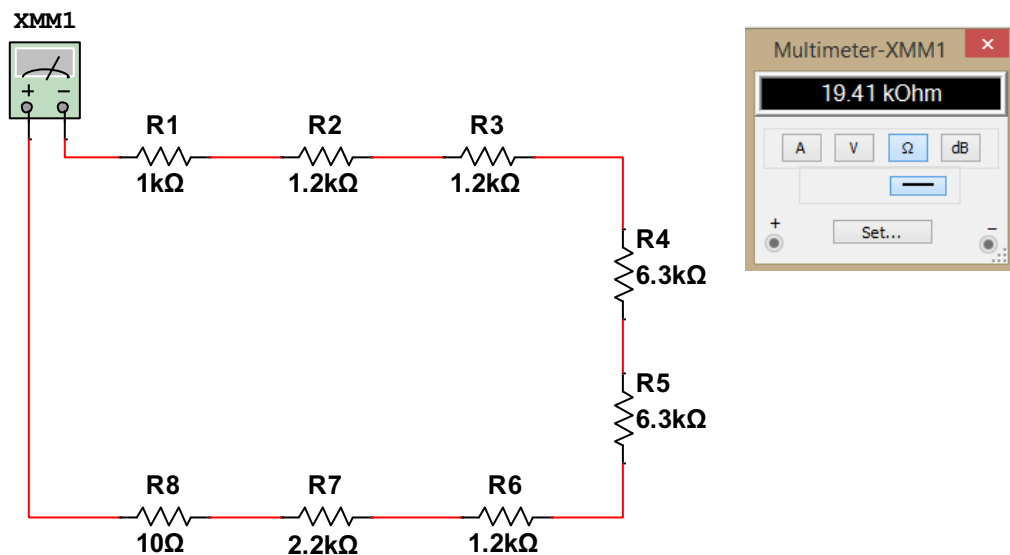 XMM1
+ −
R1
1kΩ
R2
1.2kΩ
R3
1.2kΩ
R4
6.3kΩ
R5
6.3kΩ
R8
10Ω
R7
2.2kΩ
R6
1.2kΩ
Multimeter-XMM1 ×
19.41 kOhm
A V Ω dB
+ Set... −